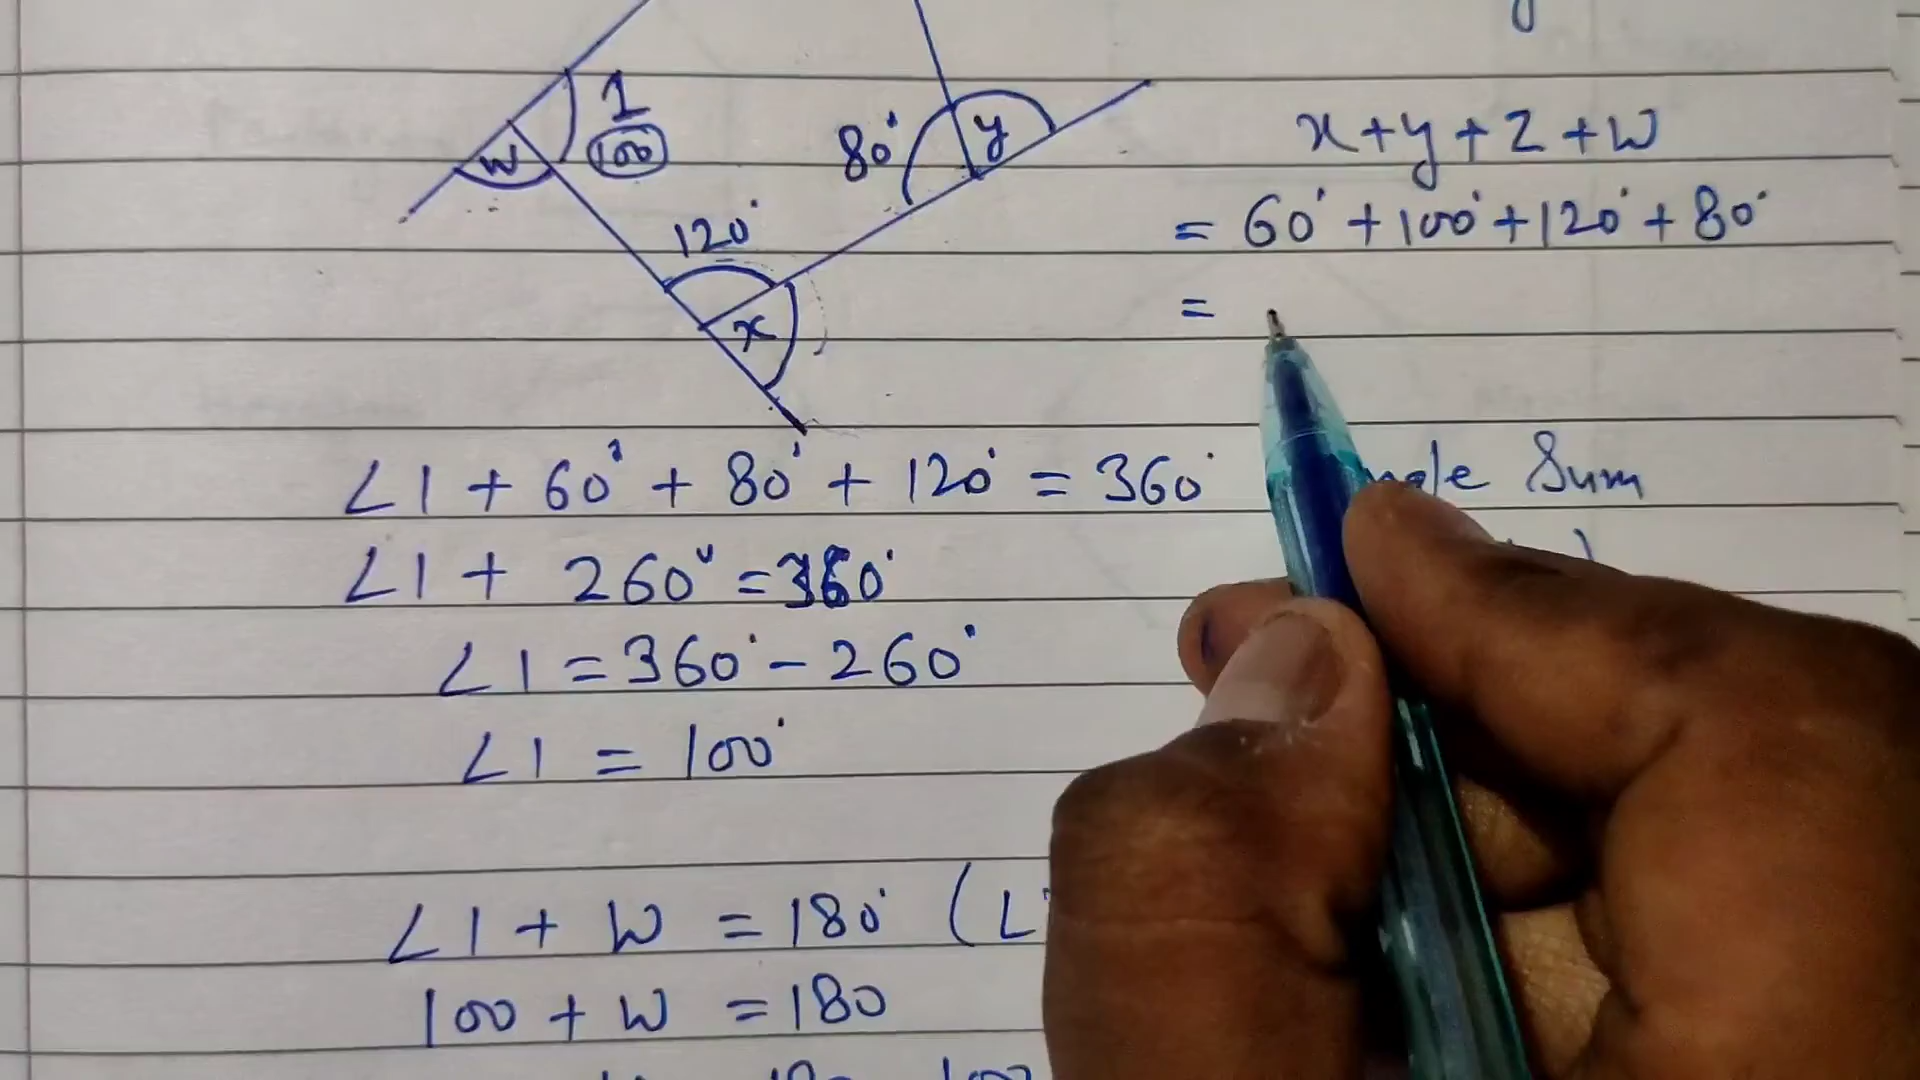 1
100
w
80°
y
120°
x
x+y+z+w
= 60° + 100° + 120° + 80°
=
∠1 + 60° + 80° + 120° = 360° Sum
∠1 + 260° = 360°
∠1 = 360° - 260°
∠1 = 100°
∠1 + w = 180° (L
100 + w = 180